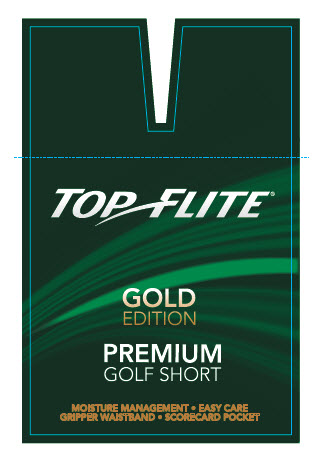 TOP FLITE®
GOLD
EDITION
PREMIUM
GOLF SHORT
MOISTURE MANAGEMENT • EASY CARE
GRIPPER WAISTBAND • SCORECARD POCKET